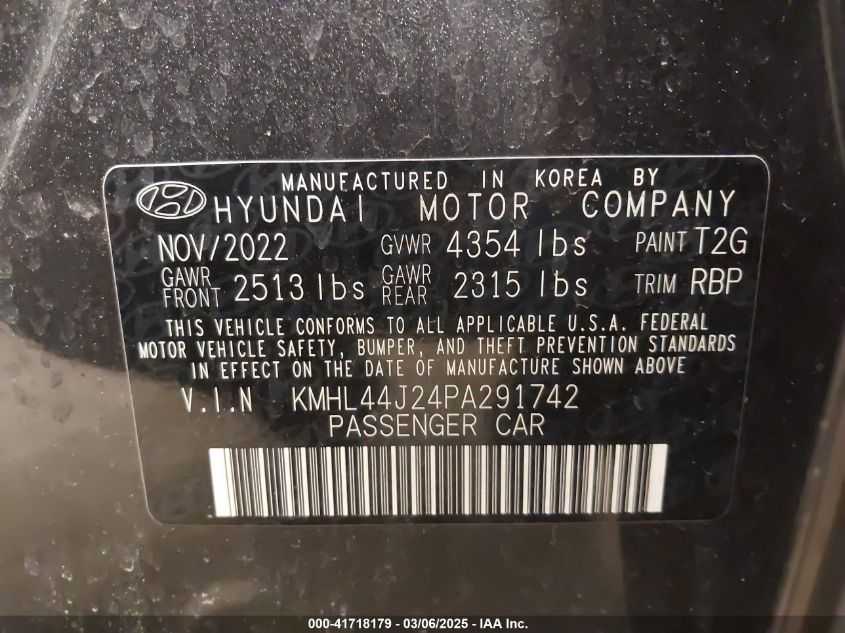 MANUFACTURED IN KOREA BY
HYUNDAI MOTOR COMPANY
NOV/2022 GVWR 4354 lbs PAINT T2G
GAWR FRONT 2513 lbs GAWR REAR 2315 lbs TRIM RBP
THIS VEHICLE CONFORMS TO ALL APPLICABLE U.S.A. FEDERAL
MOTOR VEHICLE SAFETY, BUMPER, AND THEFT PREVENTION STANDARDS
IN EFFECT ON THE DATE OF MANUFACTURE SHOWN ABOVE
V.I.N KMHL44J24PA291742
PASSENGER CAR
000-41718179 - 03/06/2025 - IAA Inc.